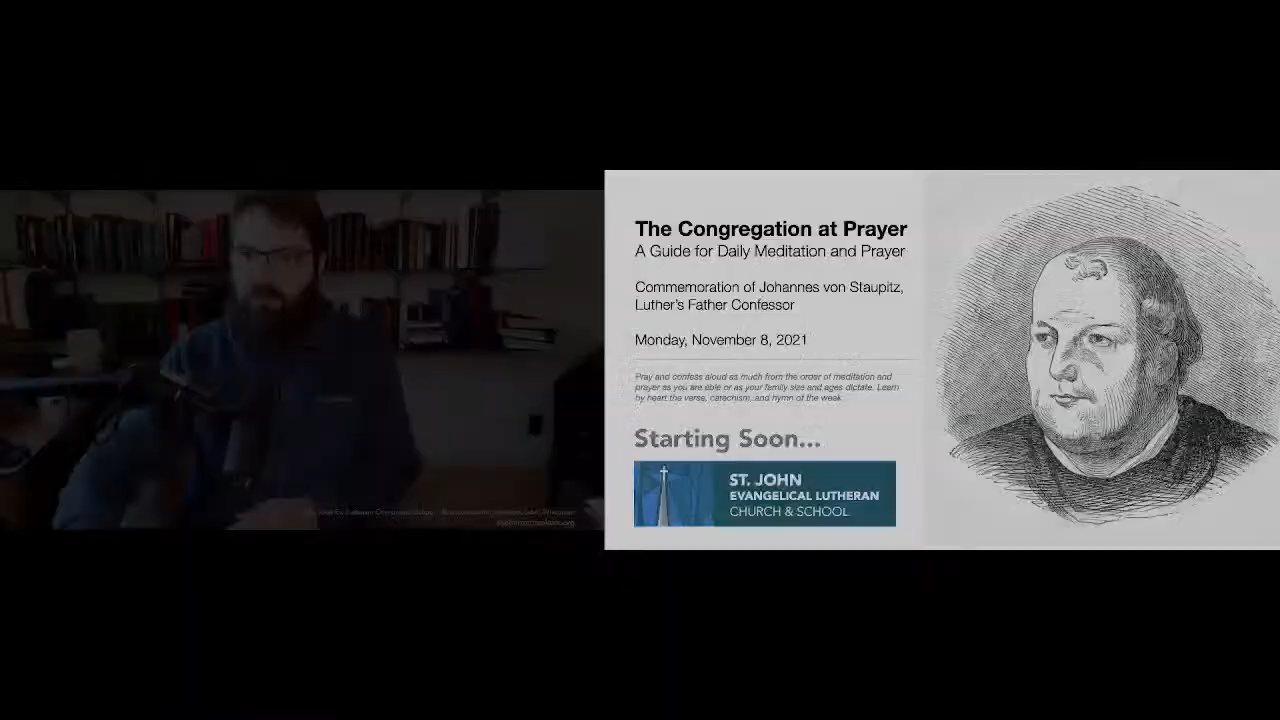 The Congregation at Prayer
A Guide for Daily Meditation and Prayer
Commemoration of Johannes von Staupitz,
Luther's Father Confessor
Monday, November 8, 2021
Pray and confess aloud as much from the order of meditation and
prayer as you are able or as your family size and ages dictate. Learn
by heart the verse, catechism, and hymn of the week.
Starting Soon...
ST. JOHN
EVANGELICAL LUTHERAN
CHURCH & SCHOOL